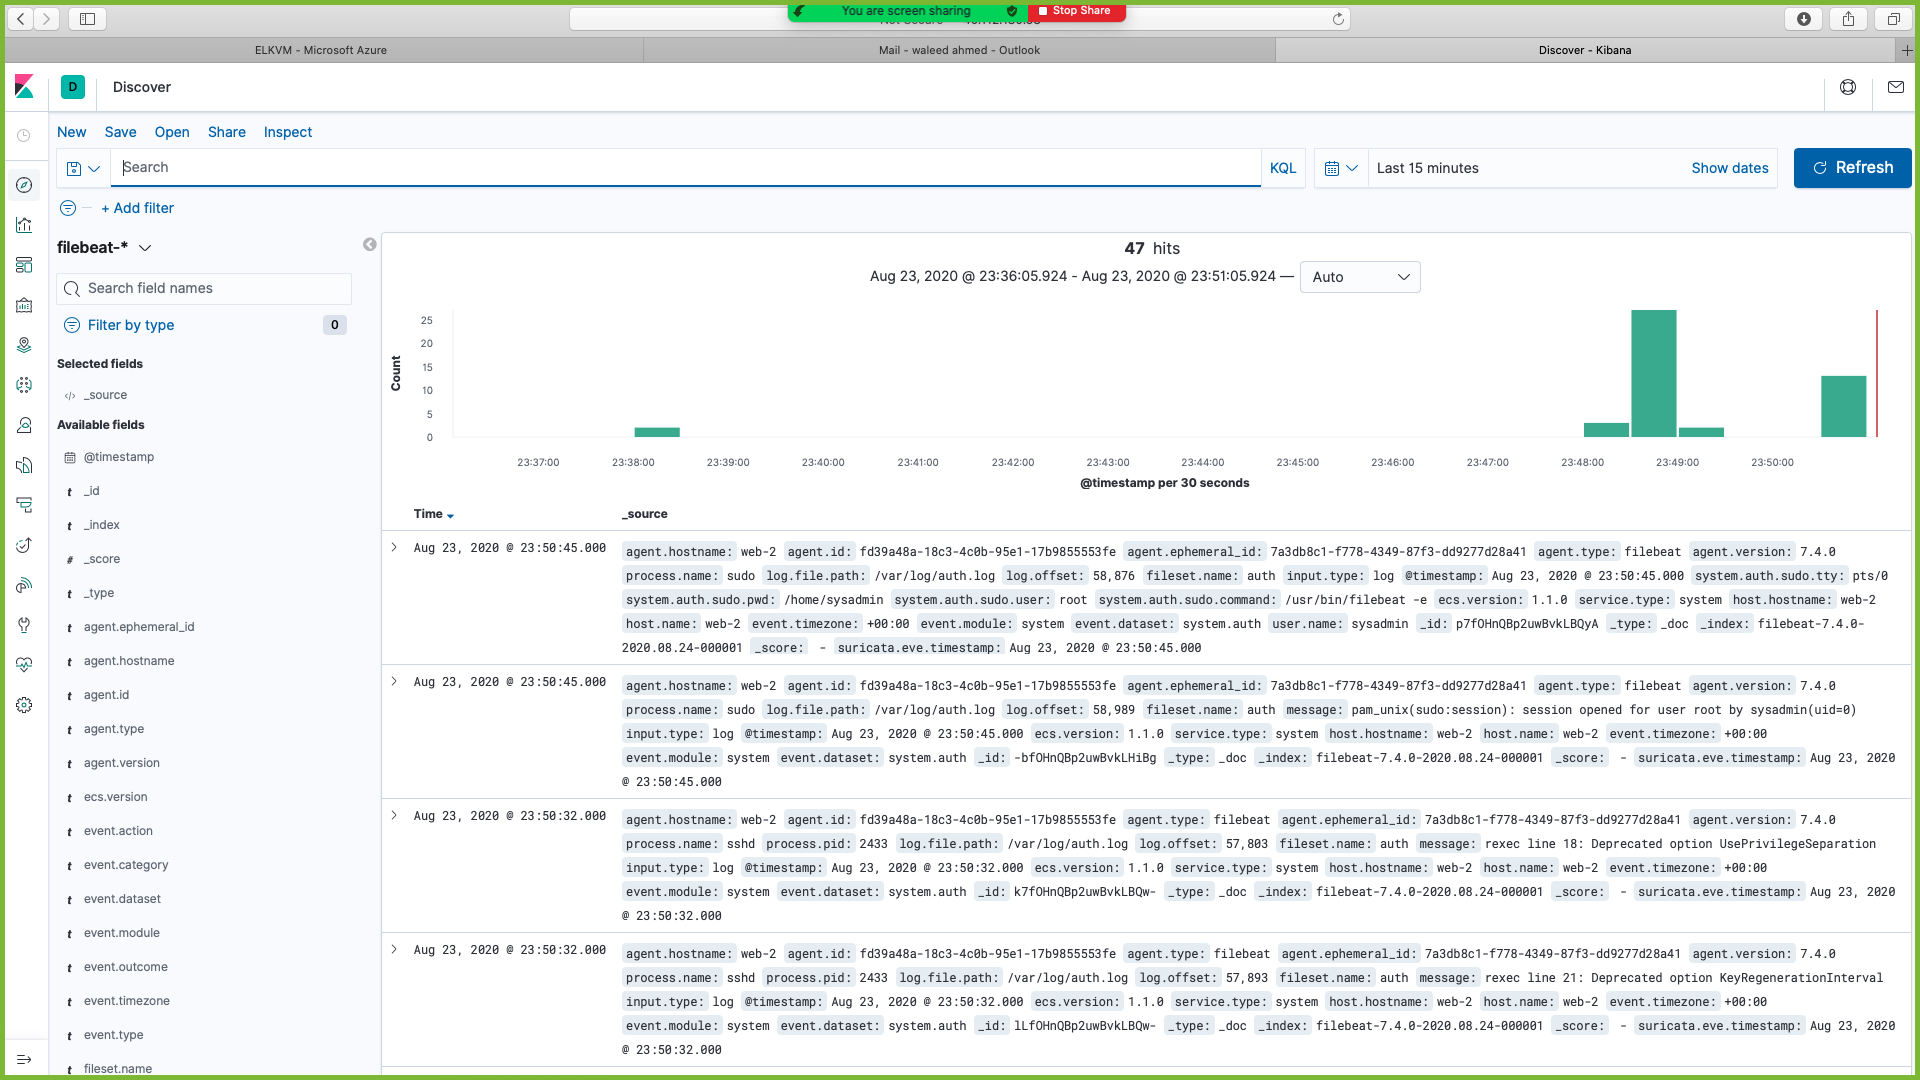 You are screen sharing
Stop Share
ELKVM - Microsoft Azure
Mail - waleed ahmed - Outlook
Discover - Kibana
D
Discover
New Save Open Share Inspect
Search
KQL
Last 15 minutes
Show dates
Refresh
+ Add filter
filebeat-*
Search field names
Filter by type
0
Selected fields
_source
Available fields
@timestamp
t _id
t _index
# _score
t _type
t agent.ephemeral_id
t agent.hostname
t agent.id
t agent.type
t agent.version
t ecs.version
t event.action
t event.category
t event.dataset
t event.module
t event.outcome
t event.timezone
t event.type
t fileset.name
47 hits
Aug 23, 2020 @ 23:36:05.924 - Aug 23, 2020 @ 23:51:05.924 —
Auto
Count
25
20
15
10
5
0
23:37:00 23:38:00 23:39:00 23:40:00 23:41:00 23:42:00 23:43:00 23:44:00 23:45:00 23:46:00 23:47:00 23:48:00 23:49:00 23:50:00
@timestamp per 30 seconds
Time _source
Aug 23, 2020 @ 23:50:45.000
agent.hostname: web-2 agent.id: fd39a48a-18c3-4c0b-95e1-17b9855553fe agent.ephemeral_id: 7a3db8c1-f778-4349-87f3-dd9277d28a41 agent.type: filebeat agent.version: 7.4.0
process.name: sudo log.file.path: /var/log/auth.log log.offset: 58,876 fileset.name: auth input.type: log @timestamp: Aug 23, 2020 @ 23:50:45.000 system.auth.sudo.tty: pts/0
system.auth.sudo.pwd: /home/sysadmin system.auth.sudo.user: root system.auth.sudo.command: /usr/bin/filebeat -e ecs.version: 1.1.0 service.type: system host.hostname: web-2
host.name: web-2 event.timezone: +00:00 event.module: system event.dataset: system.auth user.name: sysadmin _id: p7fOHnQBp2uwBvkLBQyA _type: _doc _index: filebeat-7.4.0-
2020.08.24-000001 _score: - suricata.eve.timestamp: Aug 23, 2020 @ 23:50:45.000
Aug 23, 2020 @ 23:50:45.000
agent.hostname: web-2 agent.id: fd39a48a-18c3-4c0b-95e1-17b9855553fe agent.ephemeral_id: 7a3db8c1-f778-4349-87f3-dd9277d28a41 agent.type: filebeat agent.version: 7.4.0
process.name: sudo log.file.path: /var/log/auth.log log.offset: 58,989 fileset.name: auth message: pam_unix(sudo:session): session opened for user root by sysadmin(uid=0)
input.type: log @timestamp: Aug 23, 2020 @ 23:50:45.000 ecs.version: 1.1.0 service.type: system host.hostname: web-2 host.name: web-2 event.timezone: +00:00
event.module: system event.dataset: system.auth _id: -bfOHnQBp2uwBvkLHiBg _type: _doc _index: filebeat-7.4.0-2020.08.24-000001 _score: - suricata.eve.timestamp: Aug 23, 2020
@ 23:50:45.000
Aug 23, 2020 @ 23:50:32.000
agent.hostname: web-2 agent.id: fd39a48a-18c3-4c0b-95e1-17b9855553fe agent.type: filebeat agent.ephemeral_id: 7a3db8c1-f778-4349-87f3-dd9277d28a41 agent.version: 7.4.0
process.name: sshd process.pid: 2433 log.file.path: /var/log/auth.log log.offset: 57,803 fileset.name: auth message: rexec line 18: Deprecated option UsePrivilegeSeparation
input.type: log @timestamp: Aug 23, 2020 @ 23:50:32.000 ecs.version: 1.1.0 service.type: system host.hostname: web-2 host.name: web-2 event.timezone: +00:00
event.module: system event.dataset: system.auth _id: k7fOHnQBp2uwBvkLBQw- _type: _doc _index: filebeat-7.4.0-2020.08.24-000001 _score: - suricata.eve.timestamp: Aug 23, 2020
@ 23:50:32.000
Aug 23, 2020 @ 23:50:32.000
agent.hostname: web-2 agent.id: fd39a48a-18c3-4c0b-95e1-17b9855553fe agent.type: filebeat agent.ephemeral_id: 7a3db8c1-f778-4349-87f3-dd9277d28a41 agent.version: 7.4.0
process.name: sshd process.pid: 2433 log.file.path: /var/log/auth.log log.offset: 57,893 fileset.name: auth message: rexec line 21: Deprecated option KeyRegenerationInterval
input.type: log @timestamp: Aug 23, 2020 @ 23:50:32.000 ecs.version: 1.1.0 service.type: system host.hostname: web-2 host.name: web-2 event.timezone: +00:00
event.module: system event.dataset: system.auth _id: lLfOHnQBp2uwBvkLBQw- _type: _doc _index: filebeat-7.4.0-2020.08.24-000001 _score: - suricata.eve.timestamp: Aug 23, 2020
@ 23:50:32.000